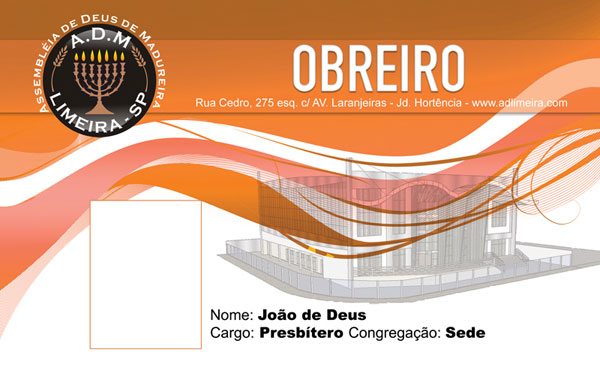 ASSEMBLÉIA DE DEUS DE MADUREIRA
A.D.M
LIMEIRA - SP
OBREIRO
Rua Cedro, 275 esq. c/ AV. Laranjeiras - Jd. Hortência - www.adlimeira.com
Nome: João de Deus
Cargo: Presbítero Congregação: Sede